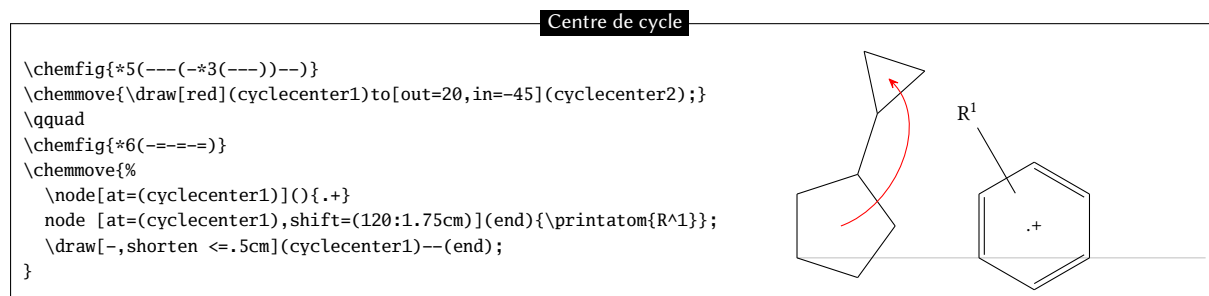 Centre de cycle
\chemfig{*5(---(-*3(---))--)}
\chemmove{\draw[red](cyclecenter1)to[out=20,in=-45](cyclecenter2);}
\qquad
\chemfig{*6(-=-=-=)}
\chemmove{%
  \node[at=(cyclecenter1)](){.+}
  node [at=(cyclecenter1),shift=(120:1.75cm)](end){\printatom{R^1}};
  \draw[-,shorten <=.5cm](cyclecenter1)--(end);
}
R¹
.+